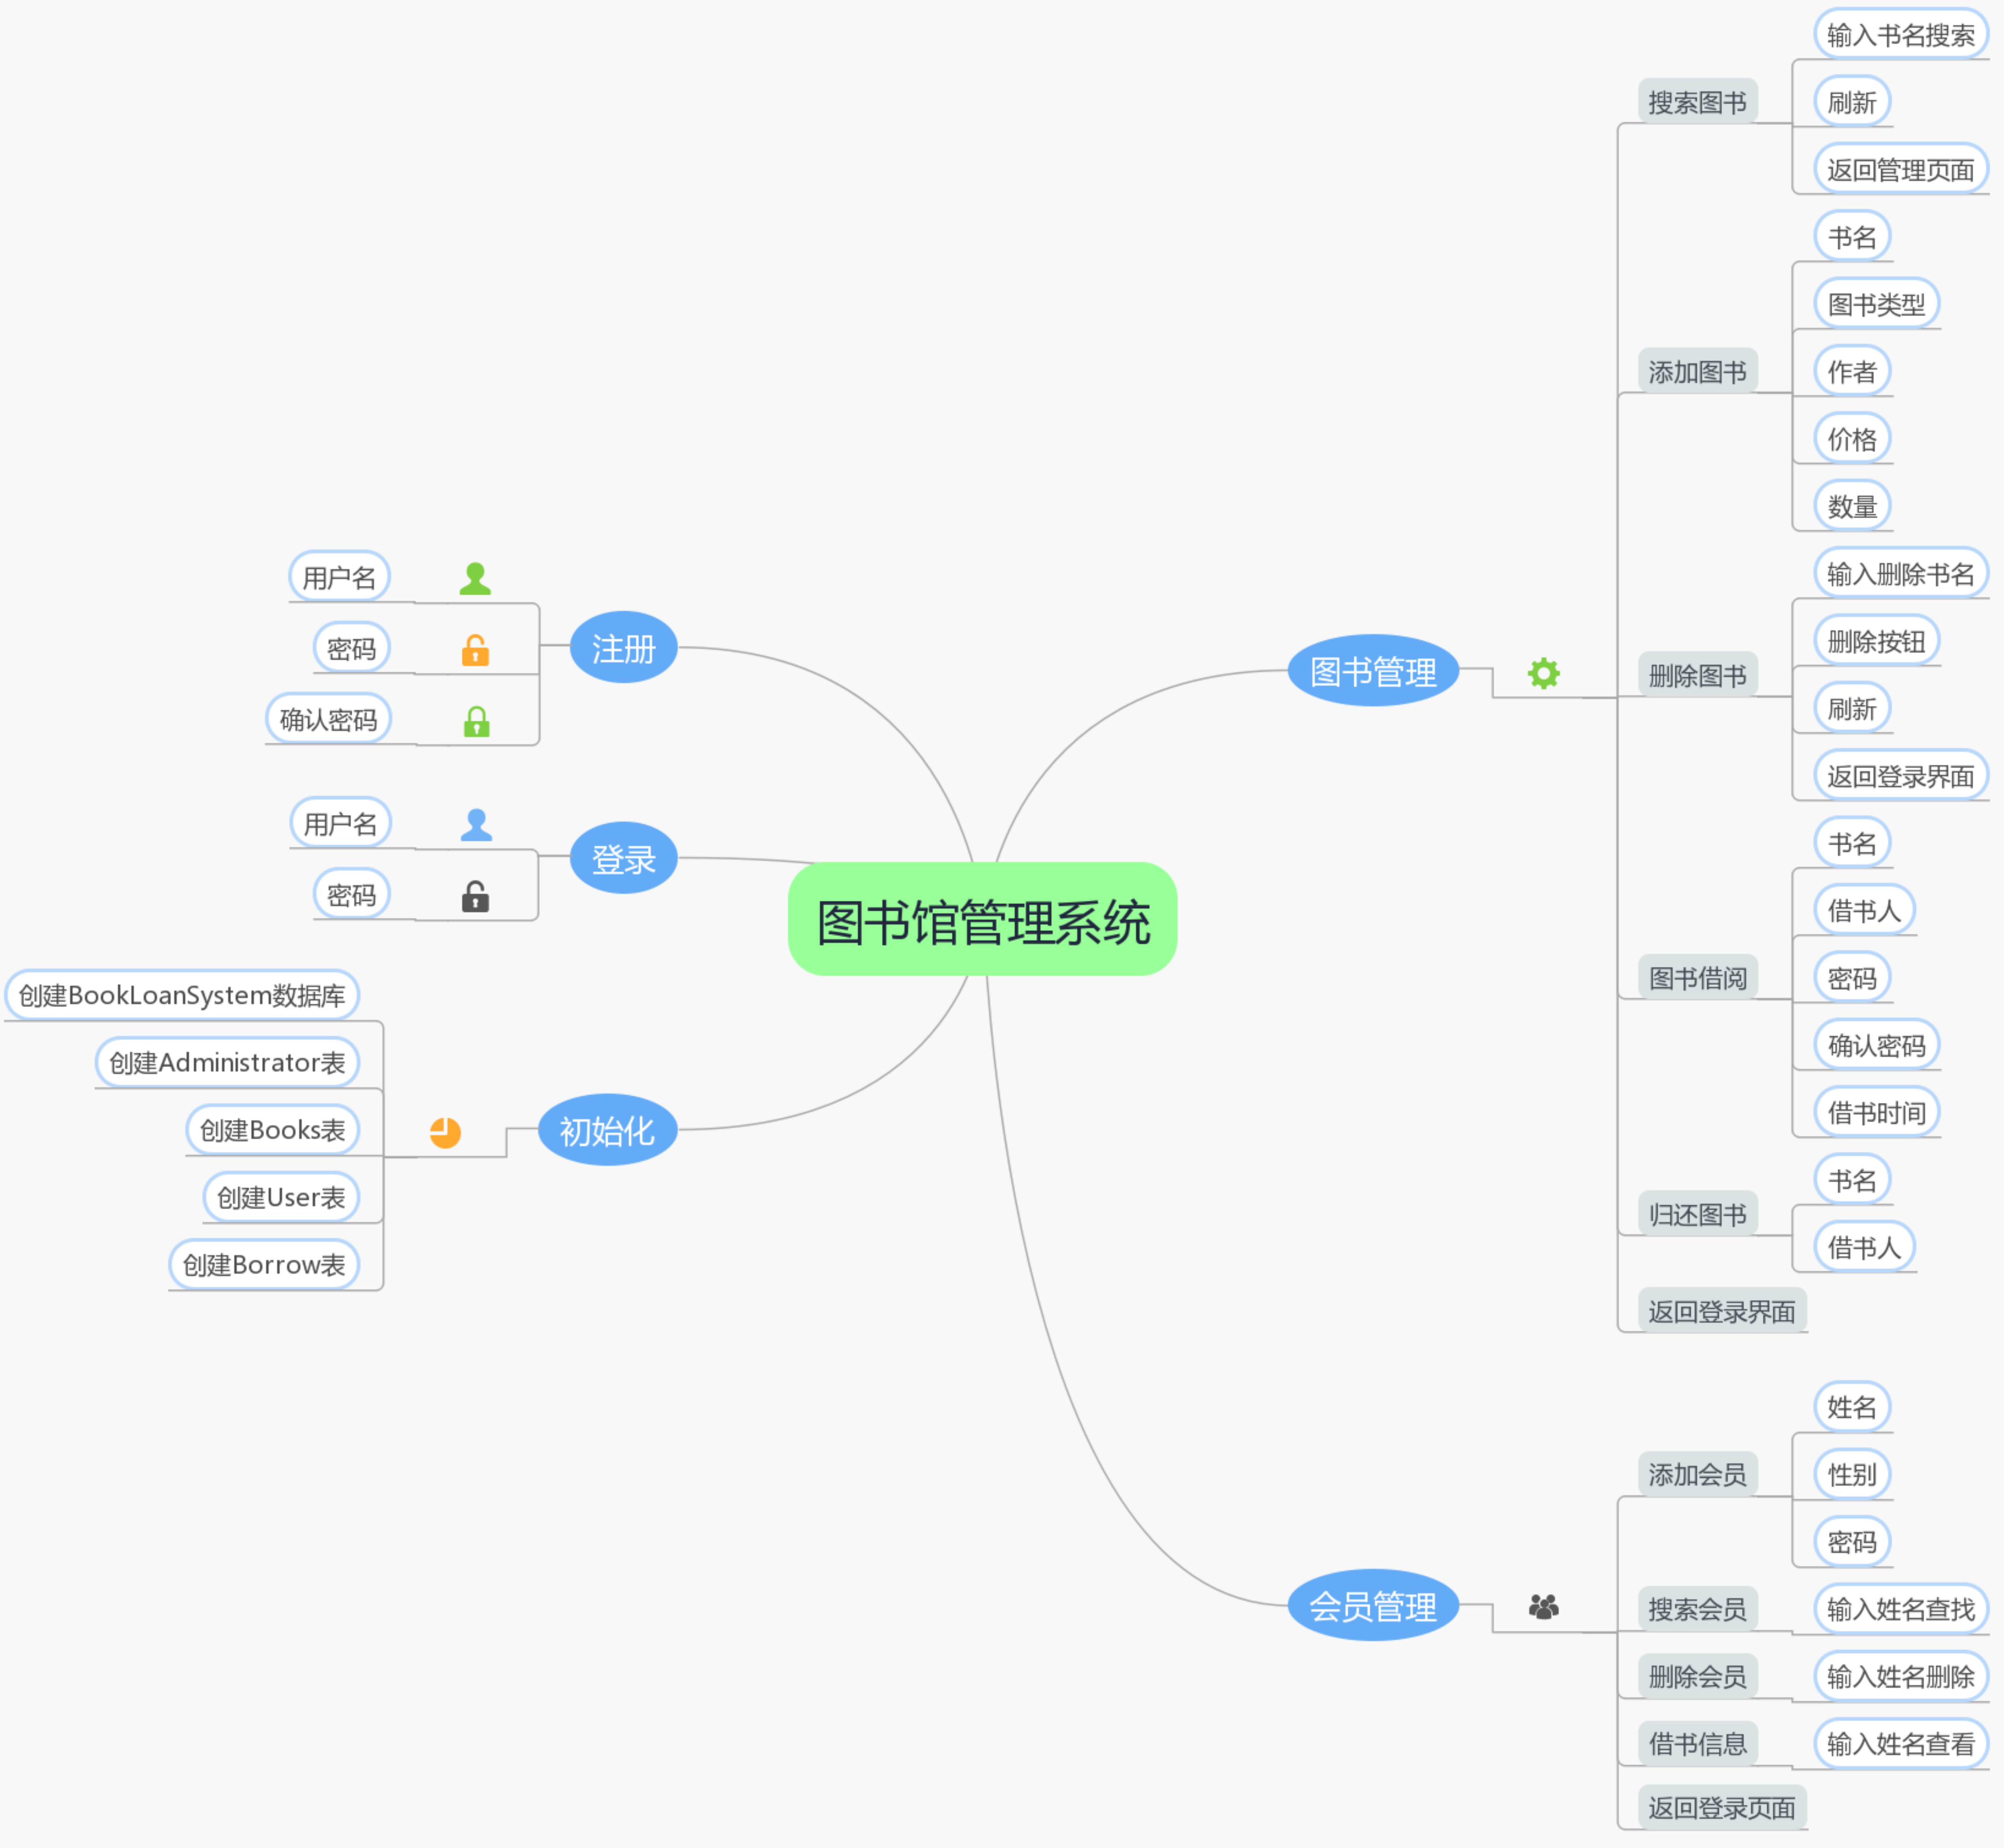 图书馆管理系统
注册
用户名
密码
确认密码
登录
用户名
密码
初始化
创建BookLoanSystem数据库
创建Administrator表
创建Books表
创建User表
创建Borrow表
图书管理
搜索图书
输入书名搜索
刷新
返回管理页面
添加图书
书名
图书类型
作者
价格
数量
删除图书
输入删除书名
删除按钮
刷新
返回登录界面
图书借阅
书名
借书人
密码
确认密码
借书时间
归还图书
书名
借书人
返回登录界面
会员管理
添加会员
姓名
性别
密码
搜索会员
输入姓名查找
删除会员
输入姓名删除
借书信息
输入姓名查看
返回登录页面